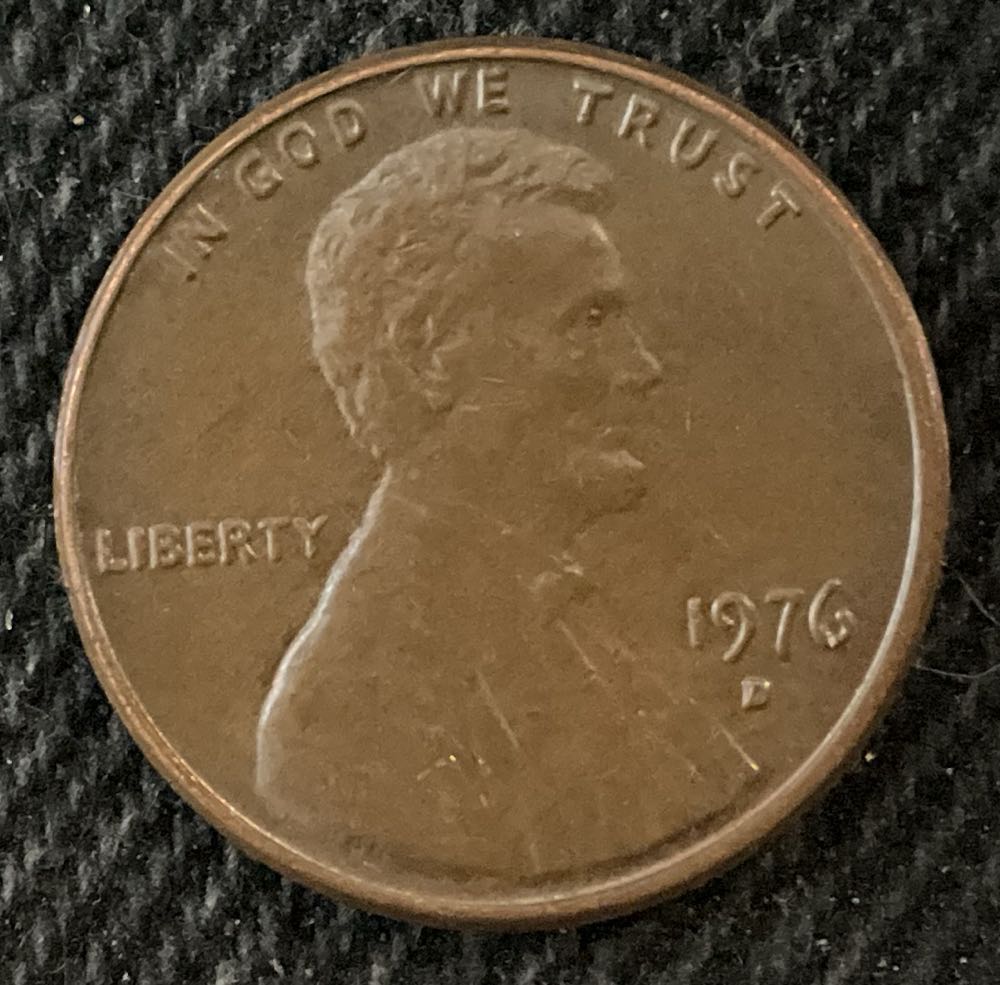 IN GOD WE TRUST
LIBERTY
1976
D